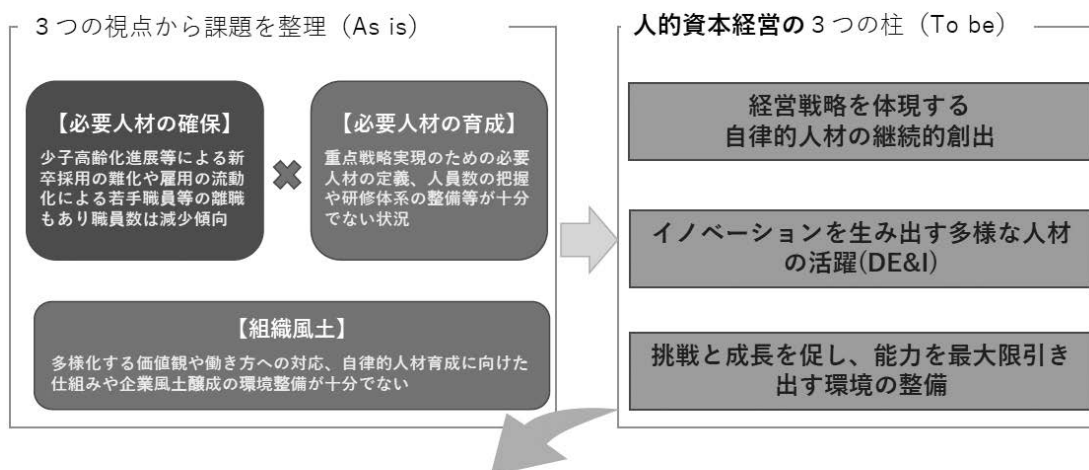 3つの視点から課題を整理（As is）
【必要人材の確保】
少子高齢化進展等による新
卒採用の難化や雇用の流動
化による若手職員等の離職
もあり職員数は減少傾向
【必要人材の育成】
重点戦略実現のための必要
人材の定義、人員数の把握
や研修体系の整備等が十分
でない状況
【組織風土】
多様化する価値観や働き方への対応、自律的人材育成に向けた
仕組みや企業風土醸成の環境整備が十分でない
人的資本経営の3つの柱（To be）
経営戦略を体現する
自律的人材の継続的創出
イノベーションを生み出す多様な人材
の活躍(DE&I)
挑戦と成長を促し、能力を最大限引き
出す環境の整備